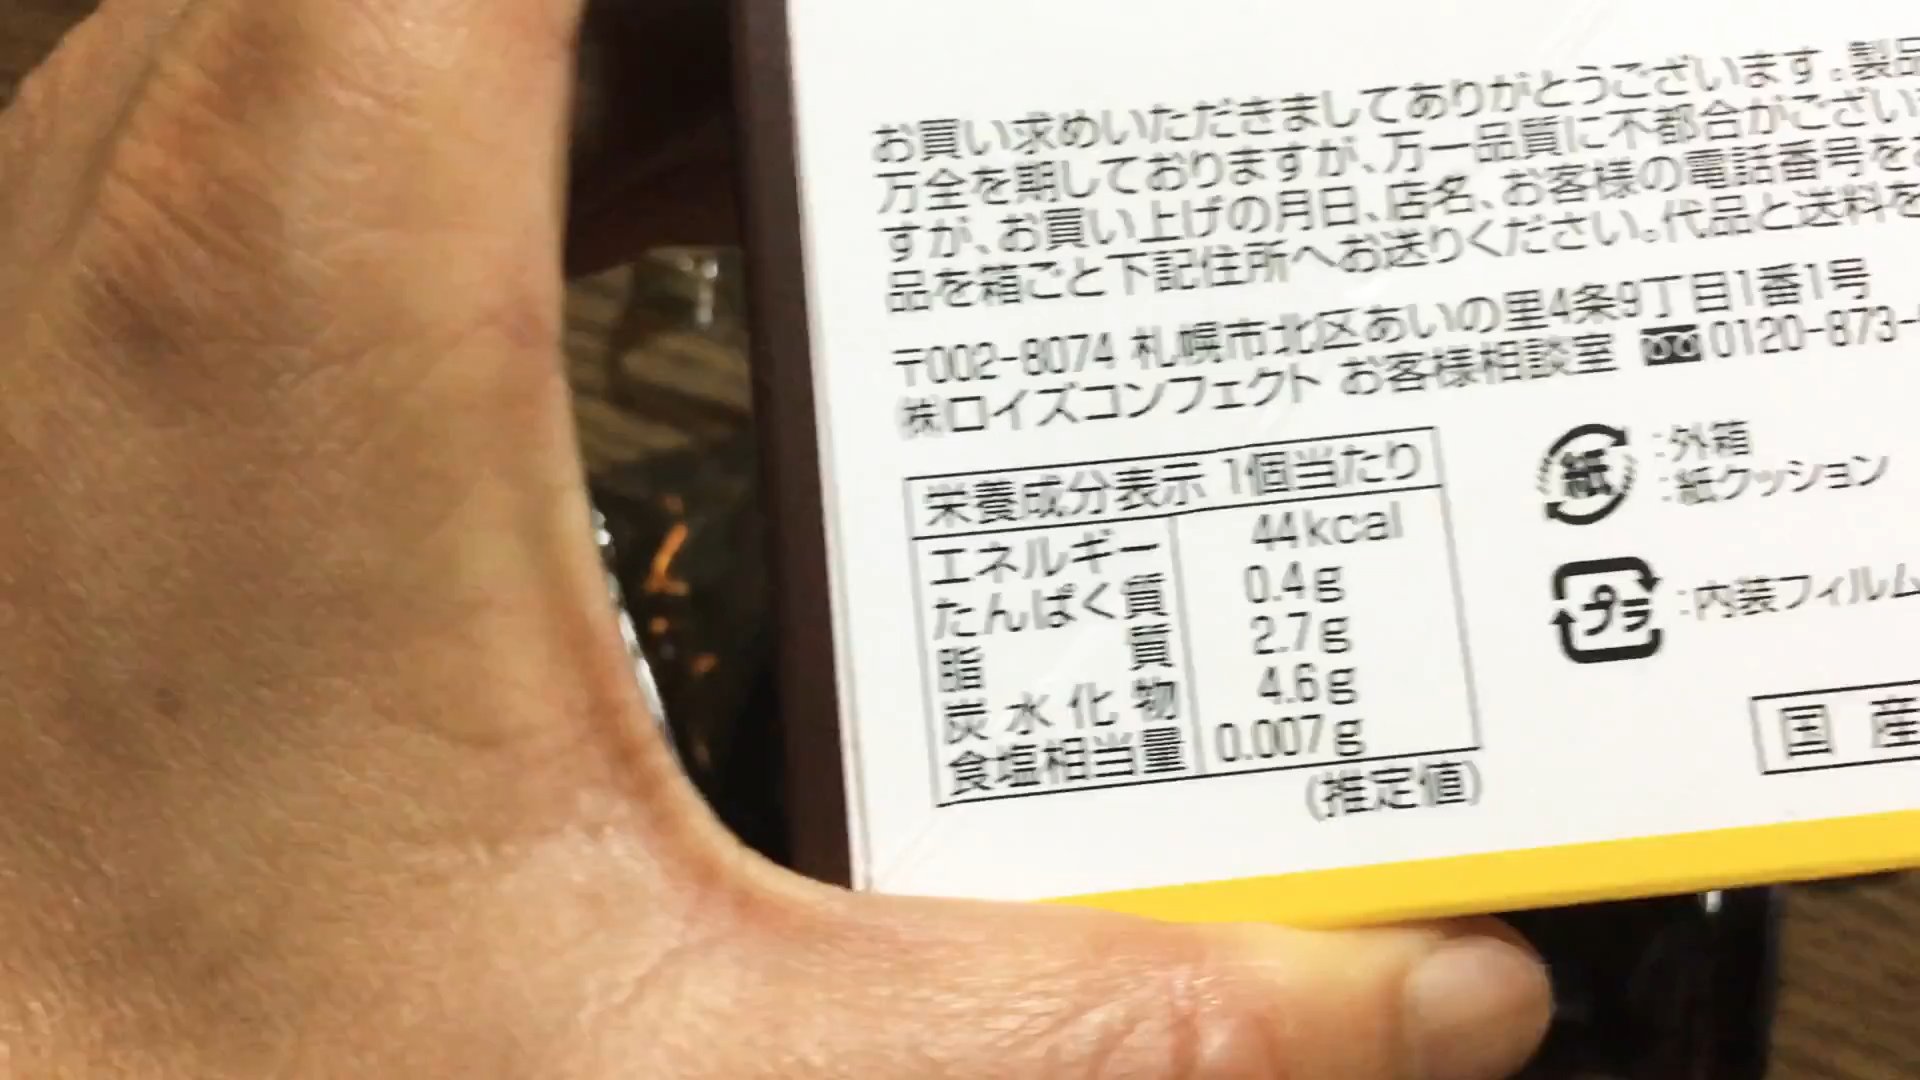 お買い求めいただきましてありがとうございます。製品
万全を期しておりますが、万一品質に不都合がござい
すが、お買い上げの月日、店名、お客様の電話番号を
品を箱ごと下記住所へお送りください。代品と送料を
〒002-8074 札幌市北区あいの里4条9丁目1番1号
㈱ロイズコンフェクト お客様相談室 0120-873-
栄養成分表示 1個当たり
エネルギー 44kcal
たんぱく質 0.4g
脂質 2.7g
炭水化物 4.6g
食塩相当量 0.007g
(推定値)
紙 :外箱
:紙クッション
プラ :内装フィルム
国産